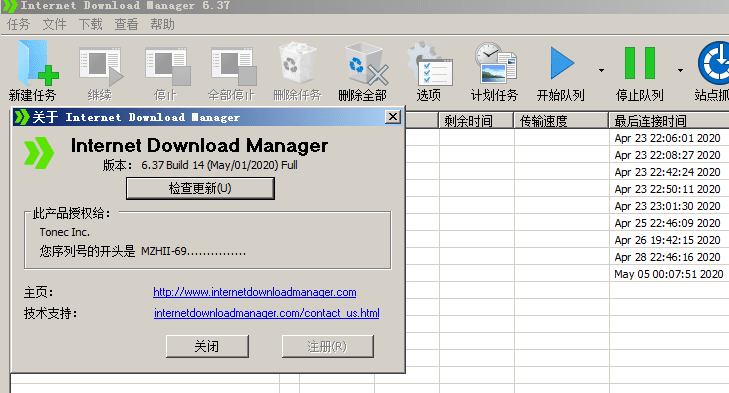 Internet Download Manager 6.37
任务 文件 下载 查看 帮助
新建任务 继续 停止 全部停止 删除任务 删除全部 选项 计划任务 开始队列 停止队列 站点抓
关于 Internet Download Manager
剩余时间 传输速度 最后连接时间
Internet Download Manager
版本： 6.37 Build 14 (May/01/2020) Full
检查更新(U)
此产品授权给：
Tonec Inc.
您序列号的开头是 MZHII-69...............
主页： http://www.internetdownloadmanager.com
技术支持： internetdownloadmanager.com/contact_us.html
关闭 注册(R)
Apr 23 22:06:01 2020
Apr 23 22:08:27 2020
Apr 23 22:42:24 2020
Apr 23 22:50:11 2020
Apr 23 23:01:30 2020
Apr 25 22:46:09 2020
Apr 26 19:42:15 2020
Apr 28 22:46:16 2020
May 05 00:07:51 2020